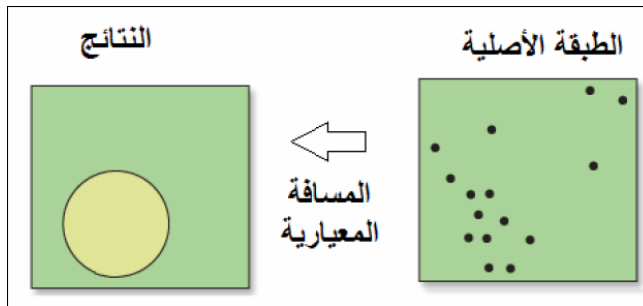 الطبقة الأصلية
النتائج
المسافة
المعيارية